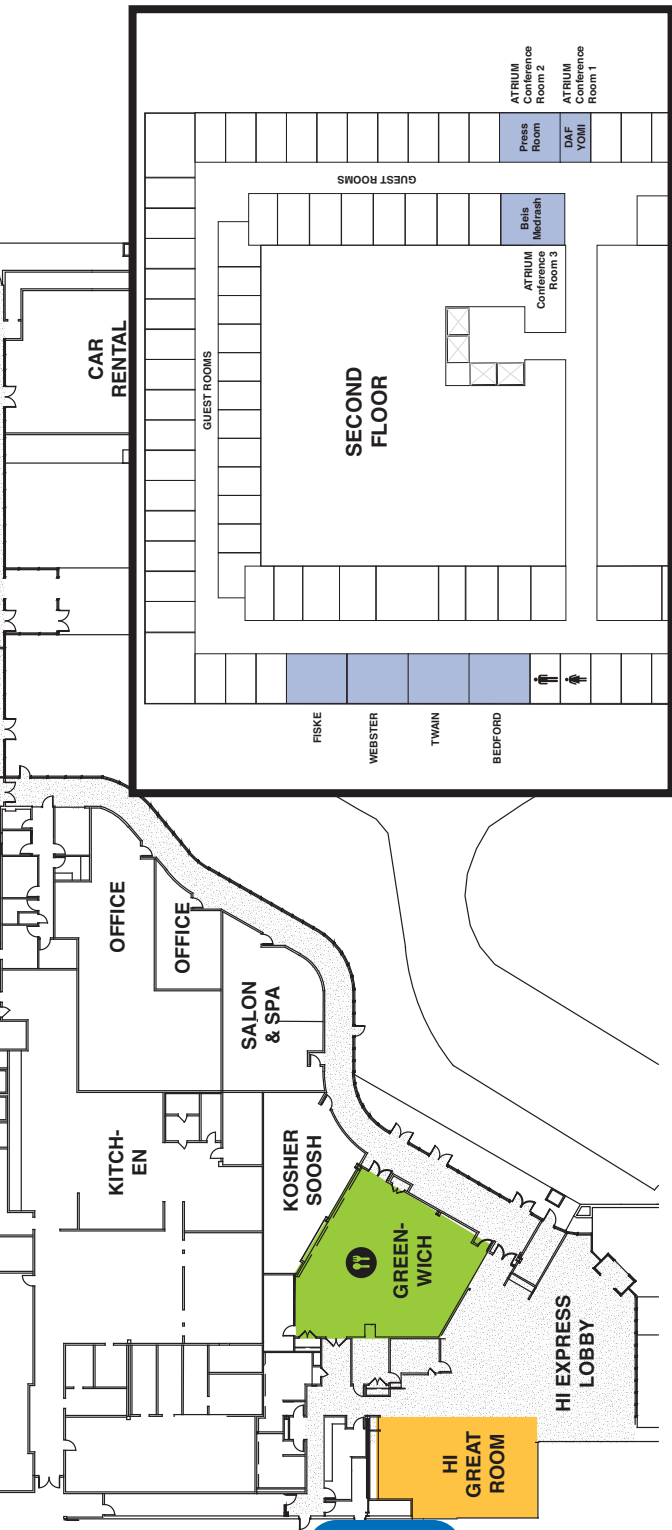 ATRIUM
Conference
Room 2
ATRIUM
Conference
Room 1
Press
Room
DAF
YOMI
GUEST ROOMS
Beis
Medrash
ATRIUM
Conference
Room 3
CAR
RENTAL
GUEST ROOMS
SECOND
FLOOR
FISKE
WEBSTER
TWAIN
BEDFORD
OFFICE
OFFICE
SALON
& SPA
KITCH-
EN
KOSHER
SOOSH
GREEN-
WICH
HI EXPRESS
LOBBY
HI
GREAT
ROOM